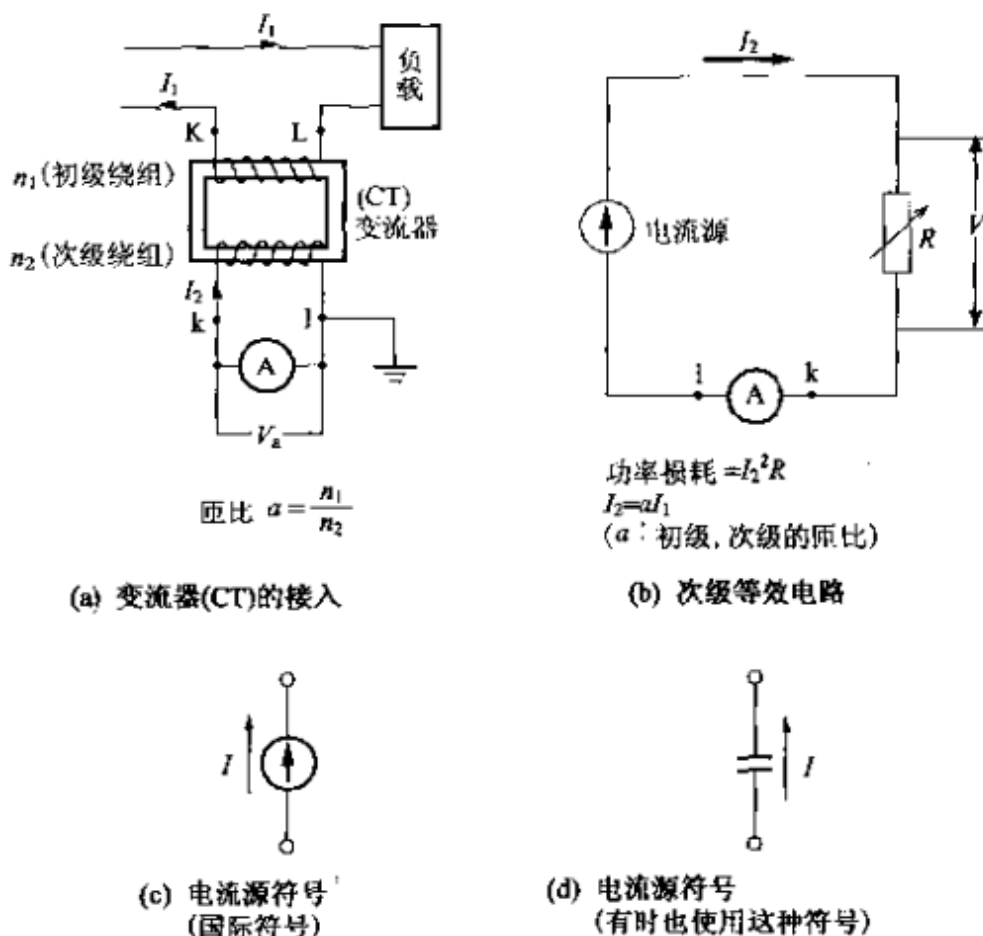 I₁
负
载
I₁
K
L
n₁(初级绕组)
(CT)
变流器
n₂(次级绕组)
I₂
k
l
A
Vₐ
匝比 a = n₁/n₂
(a) 变流器(CT)的接入
I₂
电流源
R
V
l
A
k
功率损耗 =I₂²R
I₂=aI₁
(a：初级, 次级的匝比)
(b) 次级等效电路
I
(c) 电流源符号
(国际符号)
I
(d) 电流源符号
(有时也使用这种符号)